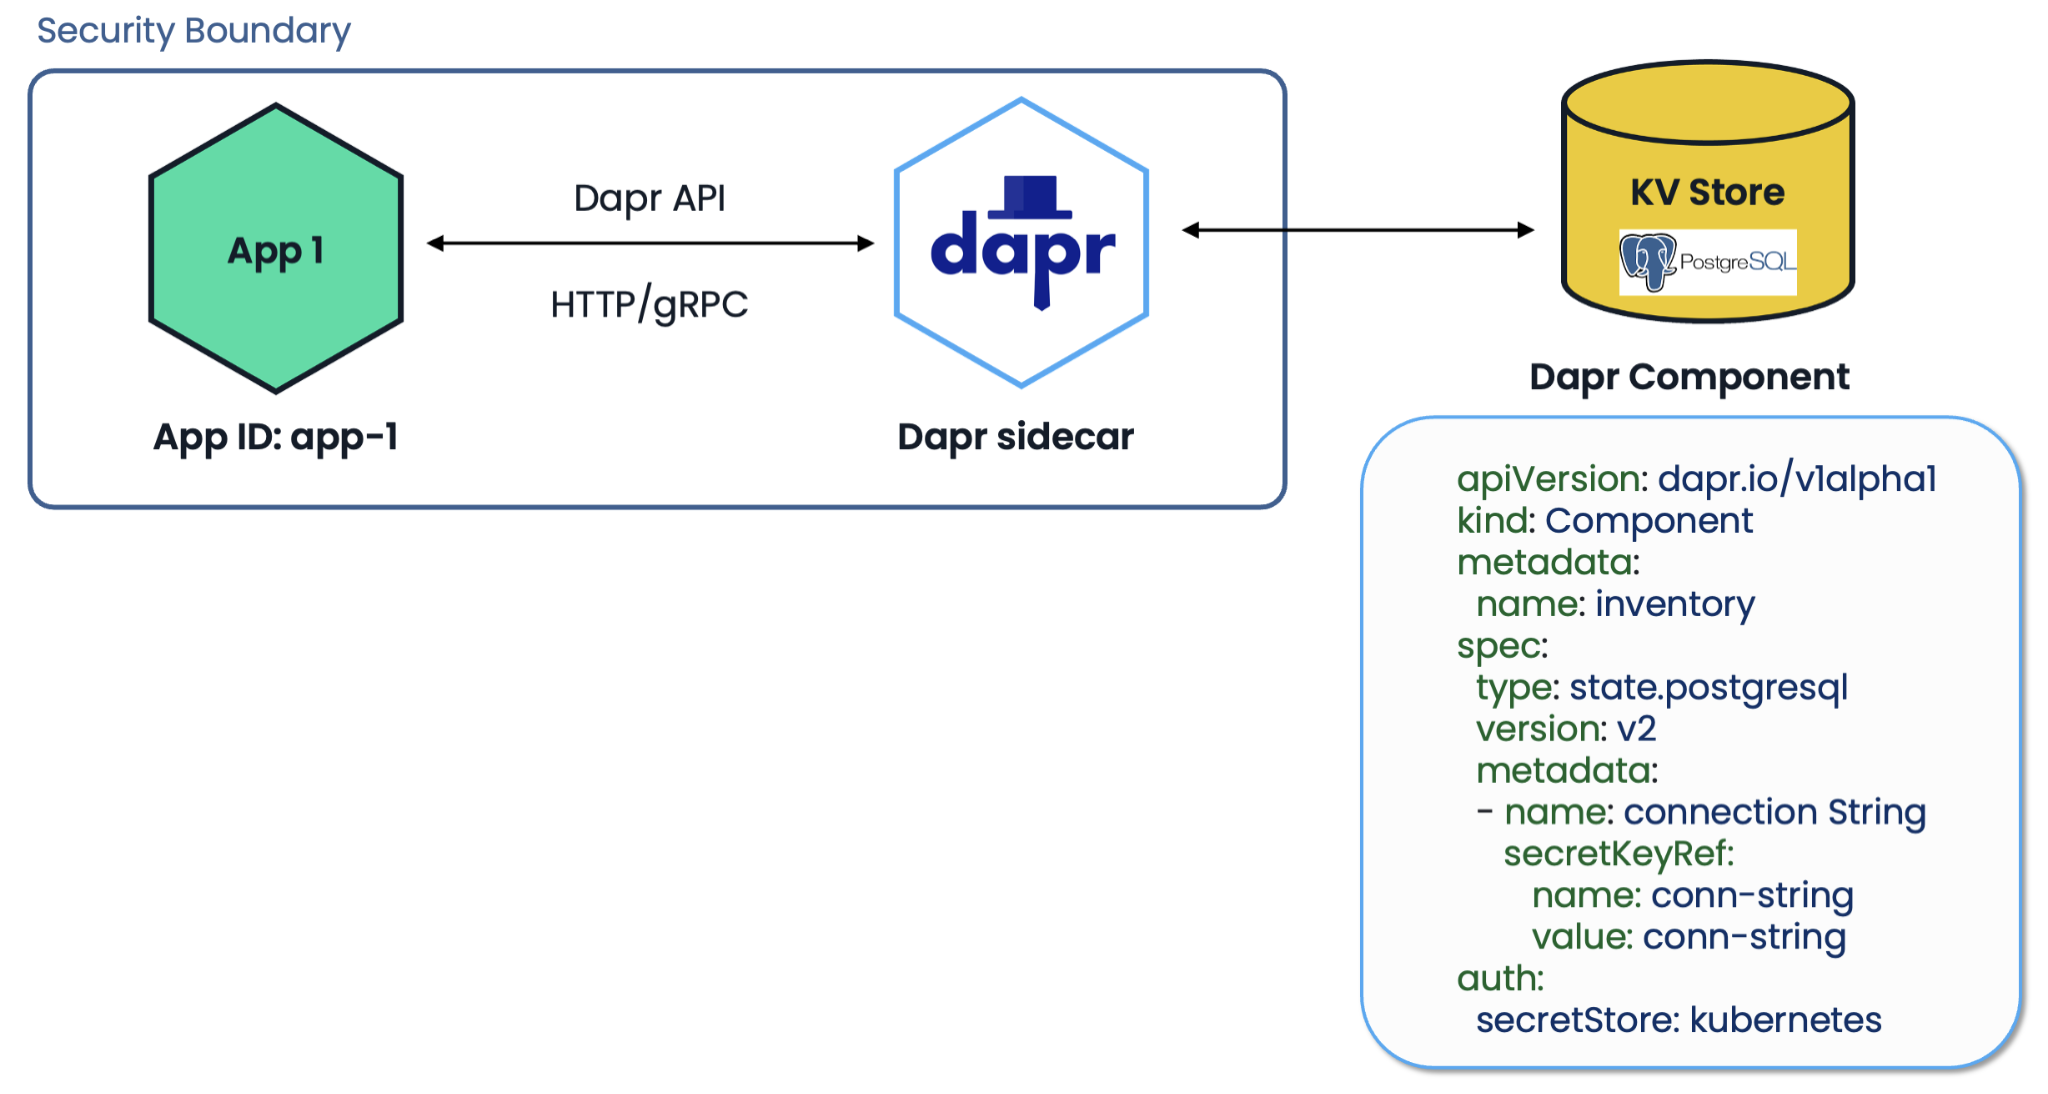 Security Boundary
App 1
App ID: app-1
Dapr API
HTTP/gRPC
dapr
Dapr sidecar
KV Store
PostgreSQL
Dapr Component
apiVersion: dapr.io/v1alpha1
kind: Component
metadata:
  name: inventory
spec:
  type: state.postgresql
  version: v2
  metadata:
  - name: connection String
    secretKeyRef:
      name: conn-string
      value: conn-string
auth:
  secretStore: kubernetes